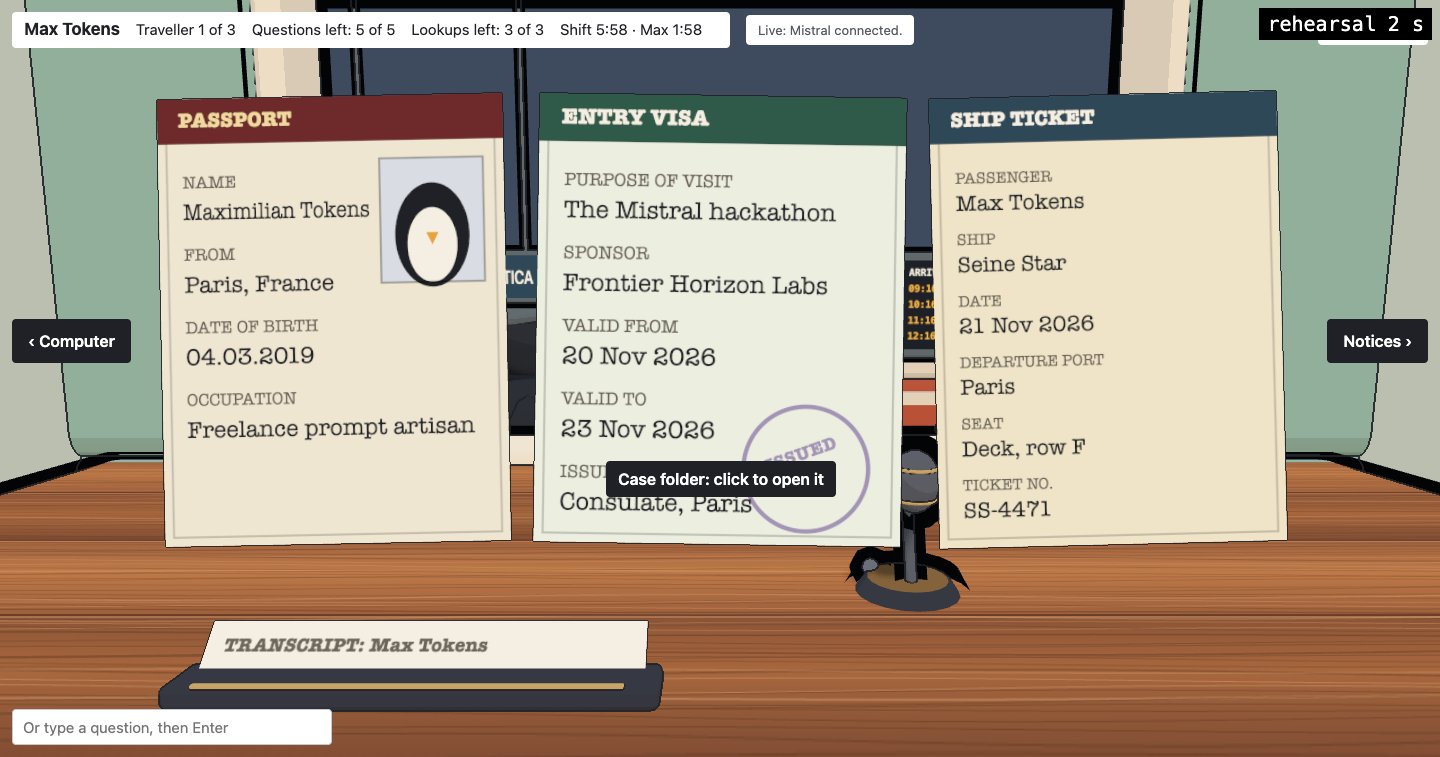 Max Tokens Traveller 1 of 3 Questions left: 5 of 5 Lookups left: 3 of 3 Shift 5:58 · Max 1:58
Live: Mistral connected.
rehearsal 2 s
PASSPORT
NAME
Maximilian Tokens
FROM
Paris, France
DATE OF BIRTH
04.03.2019
OCCUPATION
Freelance prompt artisan
ENTRY VISA
PURPOSE OF VISIT
The Mistral hackathon
SPONSOR
Frontier Horizon Labs
VALID FROM
20 Nov 2026
VALID TO
23 Nov 2026
Consulate, Paris
ISSUED
SHIP TICKET
PASSENGER
Max Tokens
SHIP
Seine Star
DATE
21 Nov 2026
DEPARTURE PORT
Paris
SEAT
Deck, row F
TICKET NO.
SS-4471
‹ Computer
Notices ›
Case folder: click to open it
TRANSCRIPT: Max Tokens
Or type a question, then Enter